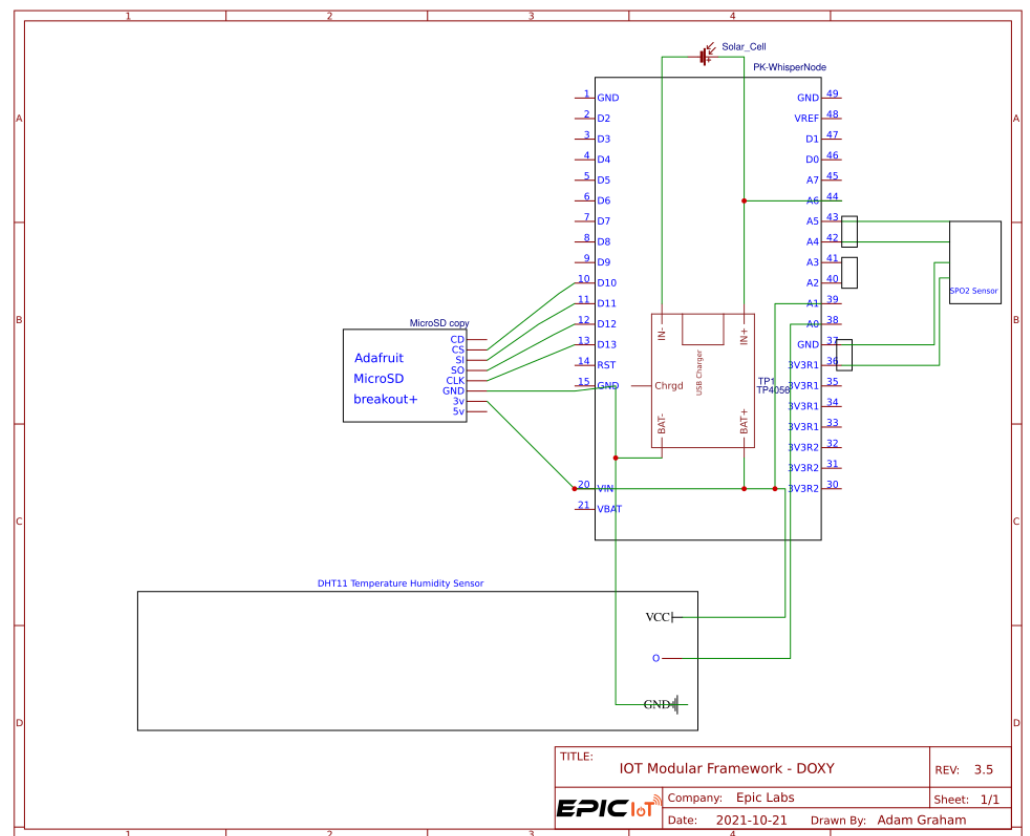 1 2 3 4
Solar_Cell
PK-WhisperNode
1 GND GND 49
A 2 D2 VREF 48 A
3 D3 D1 47
4 D4 D0 46
5 D5 A7 45
6 D6 A6 44
7 D7 A5 43
8 D8 A4 42
9 D9 A3 41
10 D10 A2 40
SPO2 Sensor
11 D11 A1 39
B 12 D12 A0 38 B
13 D13 GND 37
14 RST 3V3R1 36
15 GND 3V3R1 35
3V3R1 34
3V3R1 33
3V3R2 32
3V3R2 31
20 VIN 3V3R2 30
21 VBAT
IN- IN+
USB Charger
Chrgd
BAT- BAT+
TP1
TP4056
MicroSD copy
Adafruit
MicroSD
breakout+
CD
CS
SI
SO
CLK
GND
3v
5v
C C
DHT11 Temperature Humidity Sensor
VCC
O
GND
D D
TITLE:
IOT Modular Framework - DOXY
REV: 3.5
EPIC IoT
Company: Epic Labs
Sheet: 1/1
Date: 2021-10-21 Drawn By: Adam Graham
1 2 3 4